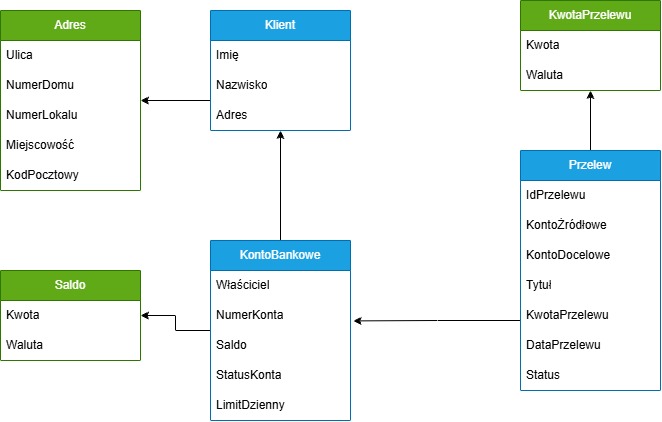 Adres
Ulica
NumerDomu
NumerLokalu
Miejscowość
KodPocztowy
Klient
Imię
Nazwisko
Adres
KwotaPrzelewu
Kwota
Waluta
Przelew
IdPrzelewu
KontoŹródłowe
KontoDocelowe
Tytuł
KwotaPrzelewu
DataPrzelewu
Status
KontoBankowe
Właściciel
NumerKonta
Saldo
StatusKonta
LimitDzienny
Saldo
Kwota
Waluta